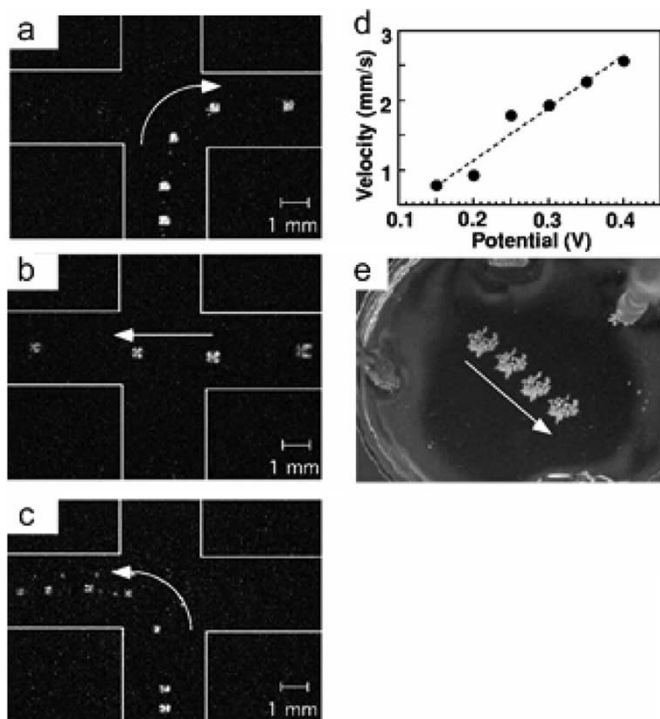 a
1 mm
b
1 mm
c
1 mm
d
Velocity (mm/s)
3
2
1
0.1
0.2
0.3
0.4
Potential (V)
e